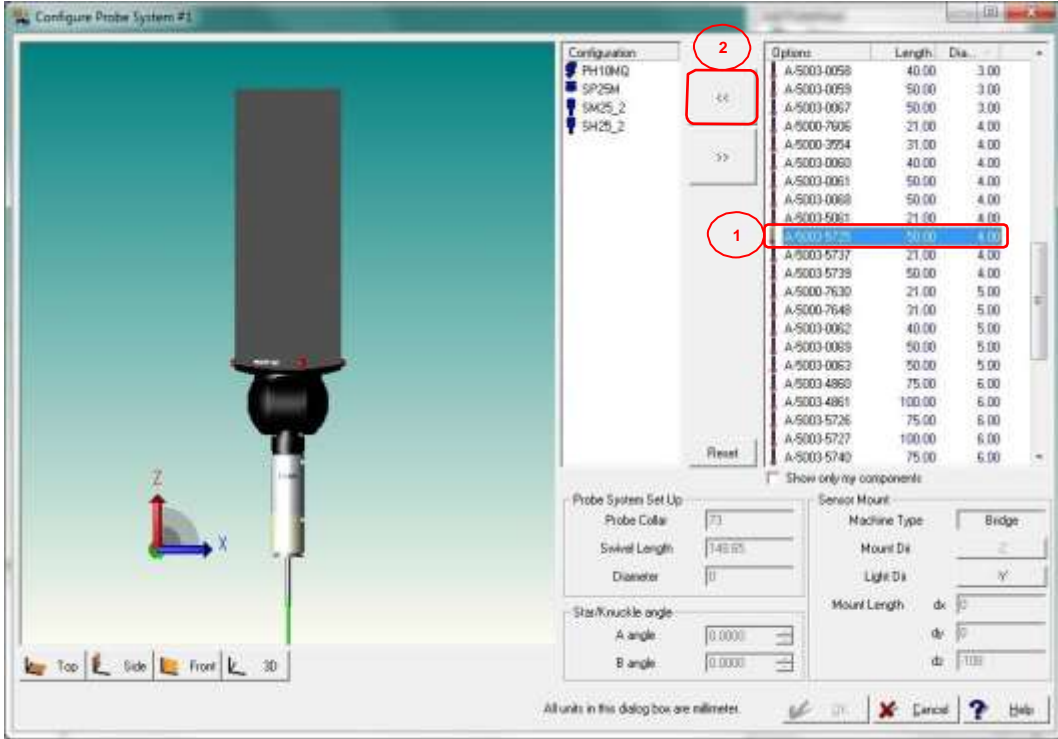 Configure Probe System #1
Configuration
PH10MQ
SP25M
SM25_2
SH25_2
2
<<
>>
Reset
Options Length Dia...
A-5003-0058 40.00 3.00
A-5003-0059 50.00 3.00
A-5003-0067 50.00 3.00
A-5000-7606 21.00 4.00
A-5000-3554 31.00 4.00
A-5003-0060 40.00 4.00
A-5003-0061 50.00 4.00
A-5003-0068 50.00 4.00
A-5003-5061 21.00 4.00
1
A-5003-5725 50.00 4.00
A-5003-5737 21.00 4.00
A-5003-5739 50.00 4.00
A-5000-7630 21.00 5.00
A-5000-7648 31.00 5.00
A-5003-0062 40.00 5.00
A-5003-0069 50.00 5.00
A-5003-0063 50.00 5.00
A-5003-4860 75.00 6.00
A-5003-4861 100.00 6.00
A-5003-5726 75.00 6.00
A-5003-5727 100.00 6.00
A-5003-5740 75.00 6.00
Show only my components
Z
X
Top
Side
Front
3D
Probe System Set Up
Probe Collar 73
Swivel Length 148.65
Diameter 0
Star/Knuckle angle
A angle 0.0000
B angle 0.0000
Sensor Mount
Machine Type Bridge
Mount Dir Z
Light Dir Y
Mount Length dx 0
dy 0
dz -108
All units in this dialog box are millimeter.
OK
Cancel
Help